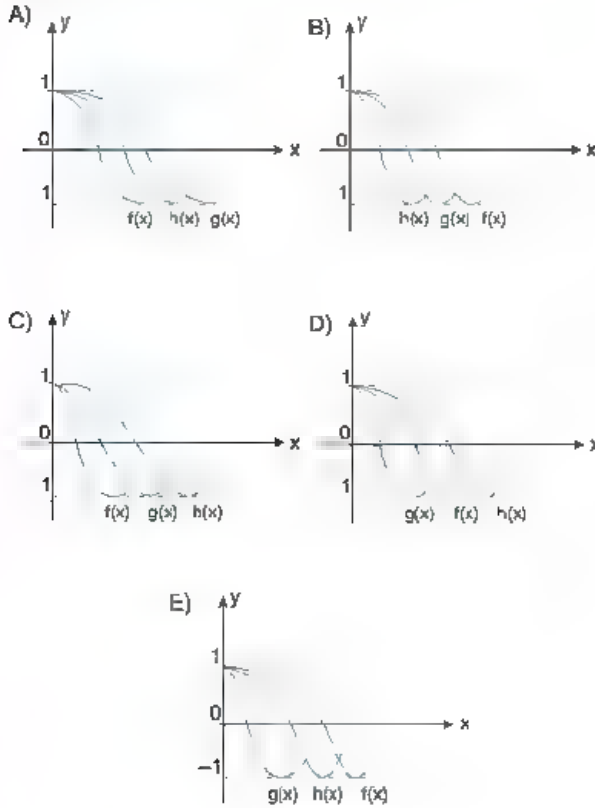 A) y B) y
1 1
0 x 0 x
1 1
f(x) h(x) g(x) h(x) g(x) f(x)
C) y D) y
1 1
0 x 0 x
1 1
f(x) g(x) h(x) g(x) f(x) h(x)
E) y
1
0 x
−1
g(x) h(x) f(x)